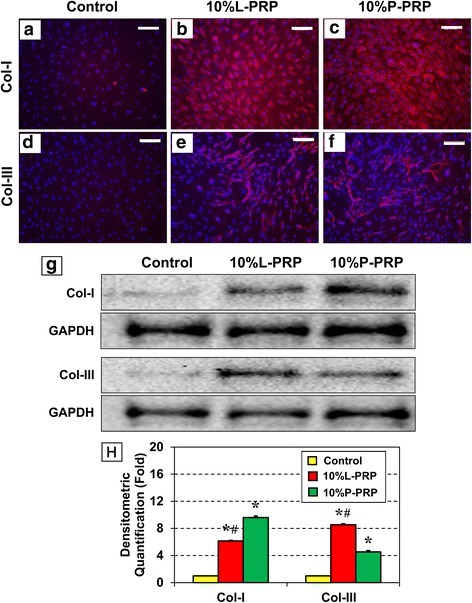 Control 10%L-PRP 10%P-PRP
Col-I
a b c
Col-III
d e f
g
Control 10%L-PRP 10%P-PRP
Col-I
GAPDH
Col-III
GAPDH
H
Densitometric
Quantification (Fold)
20
16
12
8
4
0
Control
10%L-PRP
10%P-PRP
*# * *# *
Col-I Col-III